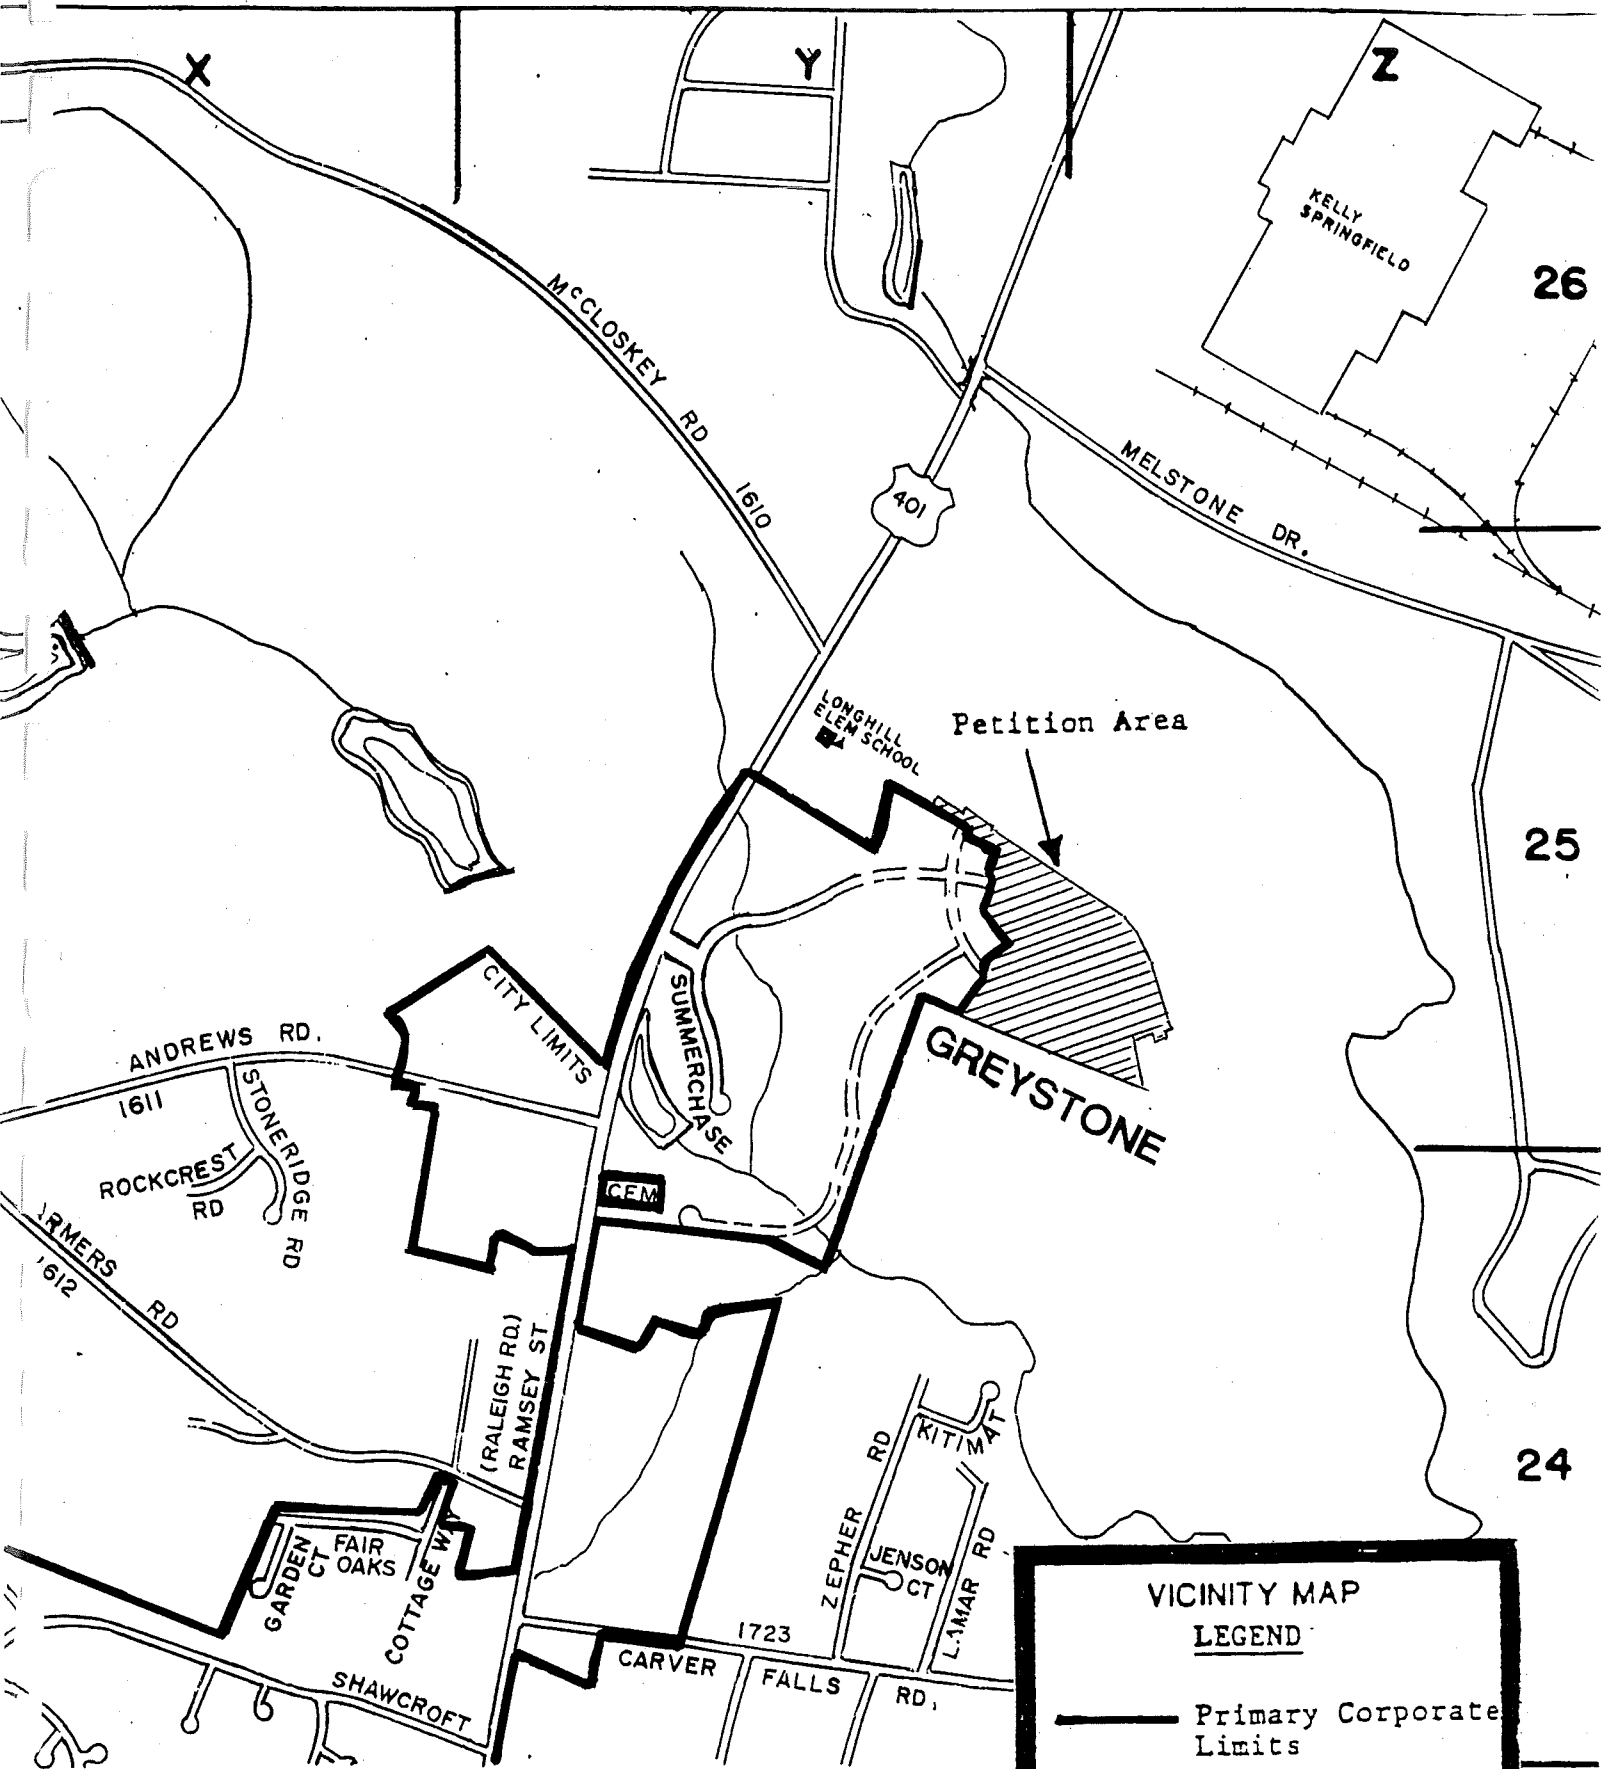 X
Y
Z
KELLY
SPRINGFIELD
26
McCLOSKEY RD 1610
401
MELSTONE DR.
LONGHILL
ELEM SCHOOL
Petition Area
25
CITY LIMITS
SUMMERCHASE
GREYSTONE
ANDREWS RD.
1611
STONERIDGE RD
ROCKCREST
RD
CEM
RMERS RD
1612
(RALEIGH RD.)
RAMSEY ST
KITIMAT
24
ZEPHER RD
JENSON
CT
LAMAR RD
GARDEN
CT
FAIR
OAKS
COTTAGE WAY
1723
CARVER FALLS RD.
SHAWCROFT
VICINITY MAP
LEGEND
Primary Corporate
Limits